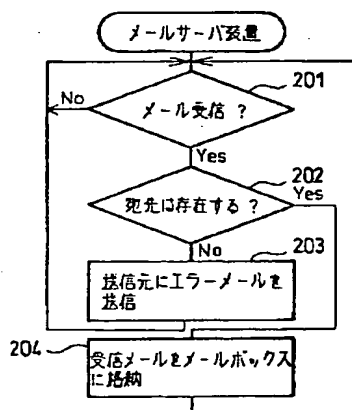 メールサーバ装置
201
No
メール受信 ?
Yes
202
宛先は存在する ?
Yes
No
203
送信元にエラーメールを
送信
204
受信メールをメールボックス
に格納